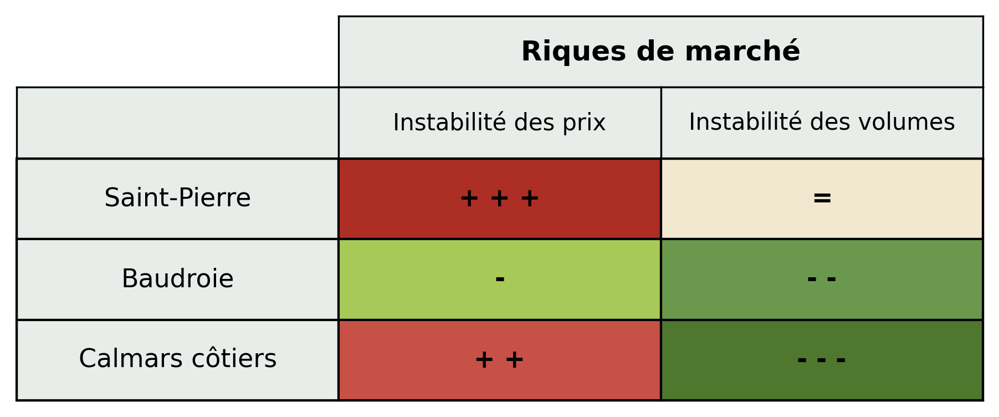 Riques de marché
Instabilité des prix Instabilité des volumes
Saint-Pierre + + + =
Baudroie - - -
Calmars côtiers + + - - -